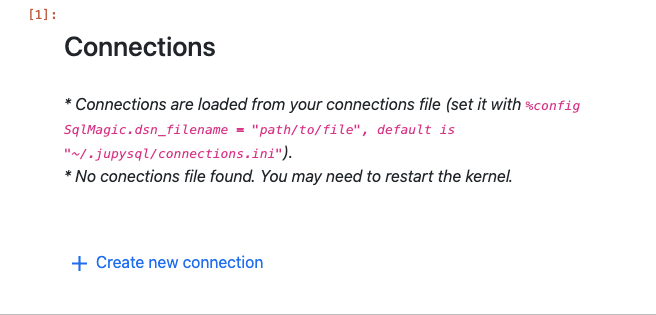 [1]:
Connections
* Connections are loaded from your connections file (set it with %config
SqlMagic.dsn_filename = "path/to/file", default is
"~/.jupysql/connections.ini").
* No conections file found. You may need to restart the kernel.
+ Create new connection